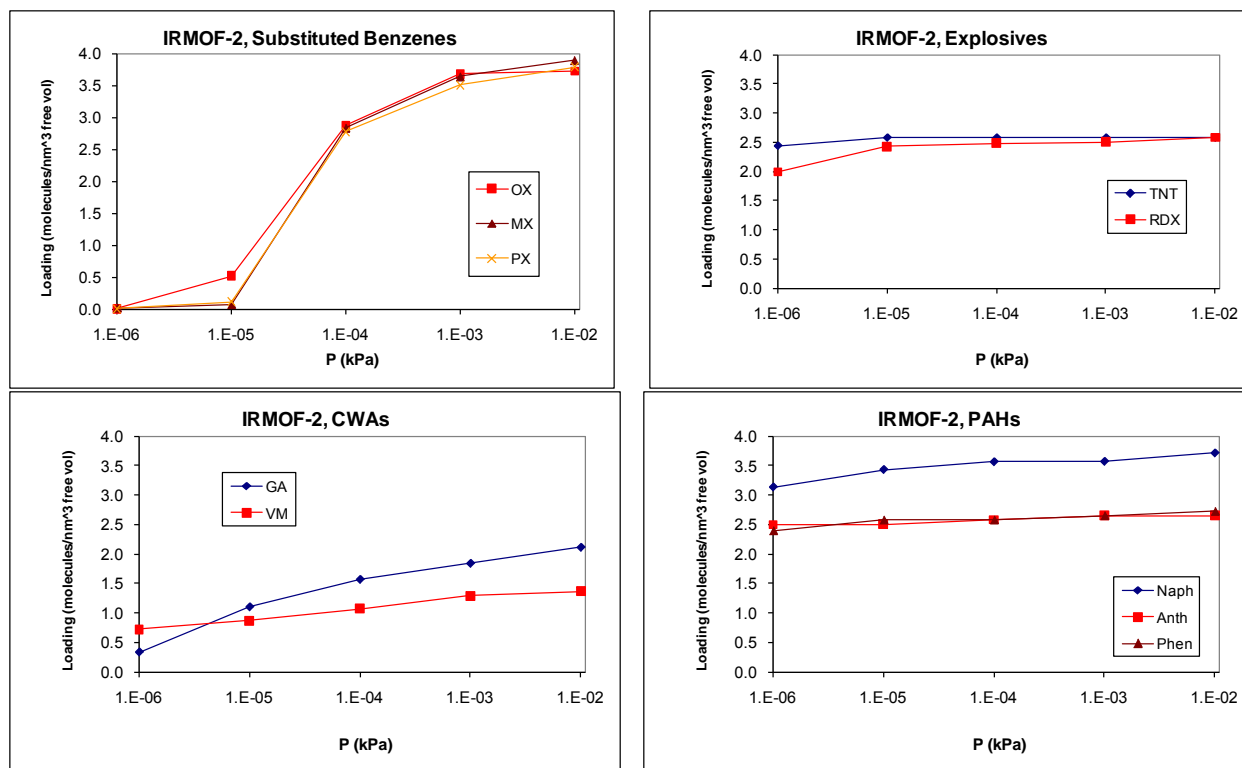 IRMOF-2, Substituted Benzenes
Loading (molecules/nm^3 free vol)
4.0
3.5
3.0
2.5
2.0
1.5
1.0
0.5
0.0
OX
MX
PX
1.E-06 1.E-05 1.E-04 1.E-03 1.E-02
P (kPa)
IRMOF-2, Explosives
Loading (molecules/nm^3 free vol)
4.0
3.5
3.0
2.5
2.0
1.5
1.0
0.5
0.0
TNT
RDX
1.E-06 1.E-05 1.E-04 1.E-03 1.E-02
P (kPa)
IRMOF-2, CWAs
Loading (molecules/nm^3 free vol)
4.0
3.5
3.0
2.5
2.0
1.5
1.0
0.5
0.0
GA
VM
1.E-06 1.E-05 1.E-04 1.E-03 1.E-02
P (kPa)
IRMOF-2, PAHs
Loading (molecules/nm^3 free vol)
4.0
3.5
3.0
2.5
2.0
1.5
1.0
0.5
0.0
Naph
Anth
Phen
1.E-06 1.E-05 1.E-04 1.E-03 1.E-02
P (kPa)